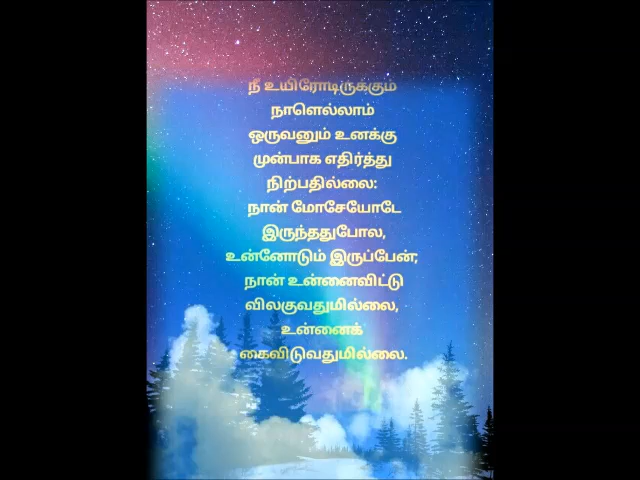 நீ உயிரோடிருக்கும்
நாளெல்லாம்
ஒருவனும் உனக்கு
முன்பாக எதிர்த்து
நிற்பதில்லை:
நான் மோசேயோடே
இருந்ததுபோல,
உன்னோடும் இருப்பேன்;
நான் உன்னைவிட்டு
விலகுவதுமில்லை,
உன்னைக்
கைவிடுவதுமில்லை.